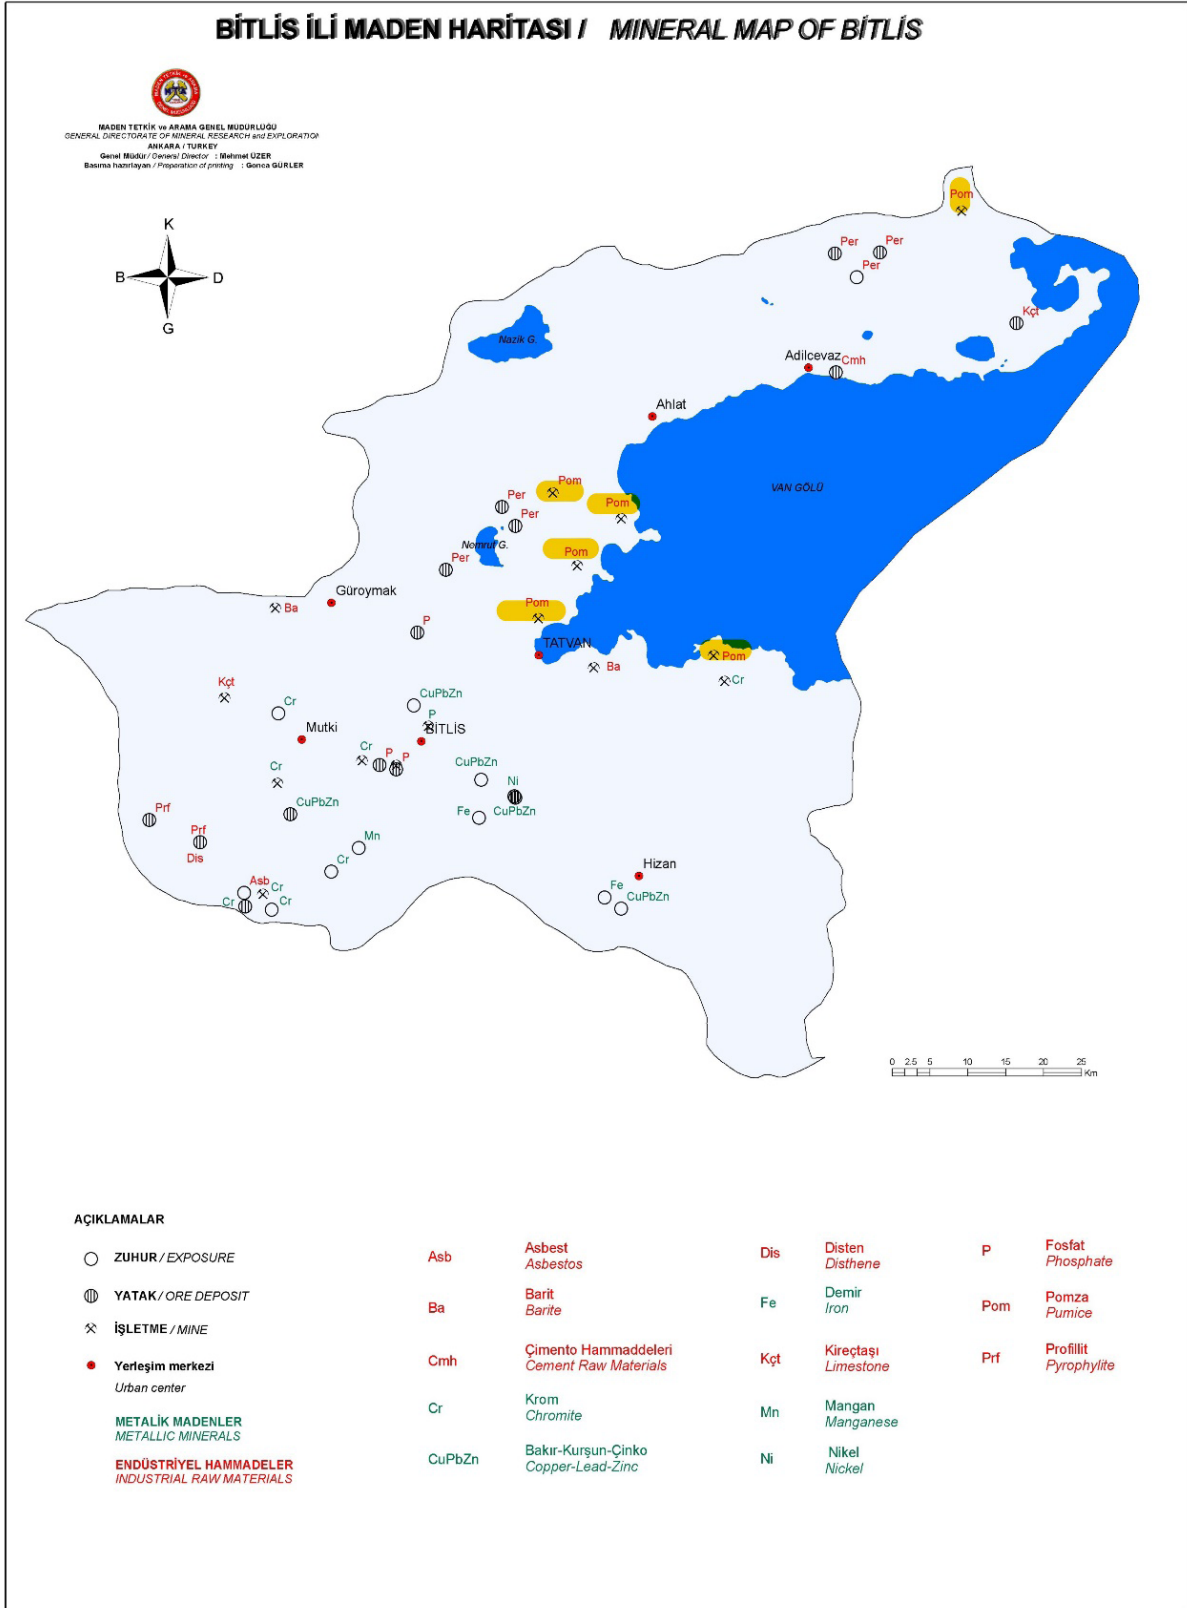 BİTLİS İLİ MADEN HARİTASI / MINERAL MAP OF BİTLİS
MADEN TETKİK ve ARAMA GENEL MÜDÜRLÜĞÜ
GENERAL DIRECTORATE OF MINERAL RESEARCH and EXPLORATION
ANKARA / TURKEY
Genel Müdür / General Director : Mehmet ÜZER
Basıma hazırlayan / Preparation of printing : Gonca GÜRLER
K
B D
G
Pom
Per Per
Per
Kçt
Nazik G.
Adilcevaz
Cmh
Ahlat
VAN GÖLÜ
Pom
Per
Pom
Per
Nemrut G.
Pom
Per
Güroymak
Ba
Pom
P
TATVAN
Ba
Pom
Cr
Kçt
Cr
CuPbZn
P
BİTLİS
Mutki
Cr
P
P
Cr
CuPbZn
Ni
CuPbZn
Fe
CuPbZn
Prf
Prf
Dis
Mn
Cr
Asb
Cr
Cr
Cr
Hizan
Fe
CuPbZn
0 2.5 5 10 15 20 25
Km
AÇIKLAMALAR
ZUHUR / EXPOSURE
YATAK / ORE DEPOSIT
İŞLETME / MINE
Yerleşim merkezi
Urban center
METALİK MADENLER
METALLIC MINERALS
ENDÜSTRİYEL HAMMADELER
INDUSTRIAL RAW MATERIALS
Asb Asbest
Asbestos
Ba Barit
Barite
Cmh Çimento Hammaddeleri
Cement Raw Materials
Cr Krom
Chromite
CuPbZn Bakır-Kurşun-Çinko
Copper-Lead-Zinc
Dis Disten
Disthene
Fe Demir
Iron
Kçt Kireçtaşı
Limestone
Mn Mangan
Manganese
Ni Nikel
Nickel
P Fosfat
Phosphate
Pom Pomza
Pumice
Prf Profillit
Pyrophylite